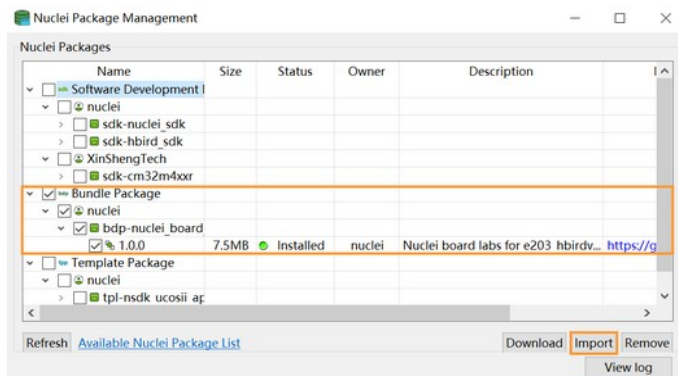 Nuclei Package Management
Nuclei Packages
Name Size Status Owner Description
Software Development
nuclei
sdk-nuclei_sdk
sdk-hbird_sdk
XinShengTech
sdk-cm32m4xxr
Bundle Package
nuclei
bdp-nuclei_board
1.0.0 7.5MB Installed nuclei Nuclei board labs for e203 hbirdv... https://g
Template Package
nuclei
tpl-nsdk ucosii ap
Refresh Available Nuclei Package List Download Import Remove
View log